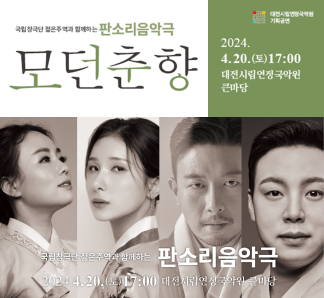 국립창극단 젊은주역과 함께하는 판소리음악극
모던춘향
대전시립연정국악원
기획공연
2024.
4.20.(토)17:00
대전시립연정국악원
큰마당
국립창극단 젊은주역과 함께하는 판소리음악극
2024.4.20.(토)17:00 대전시립연정국악원 큰마당